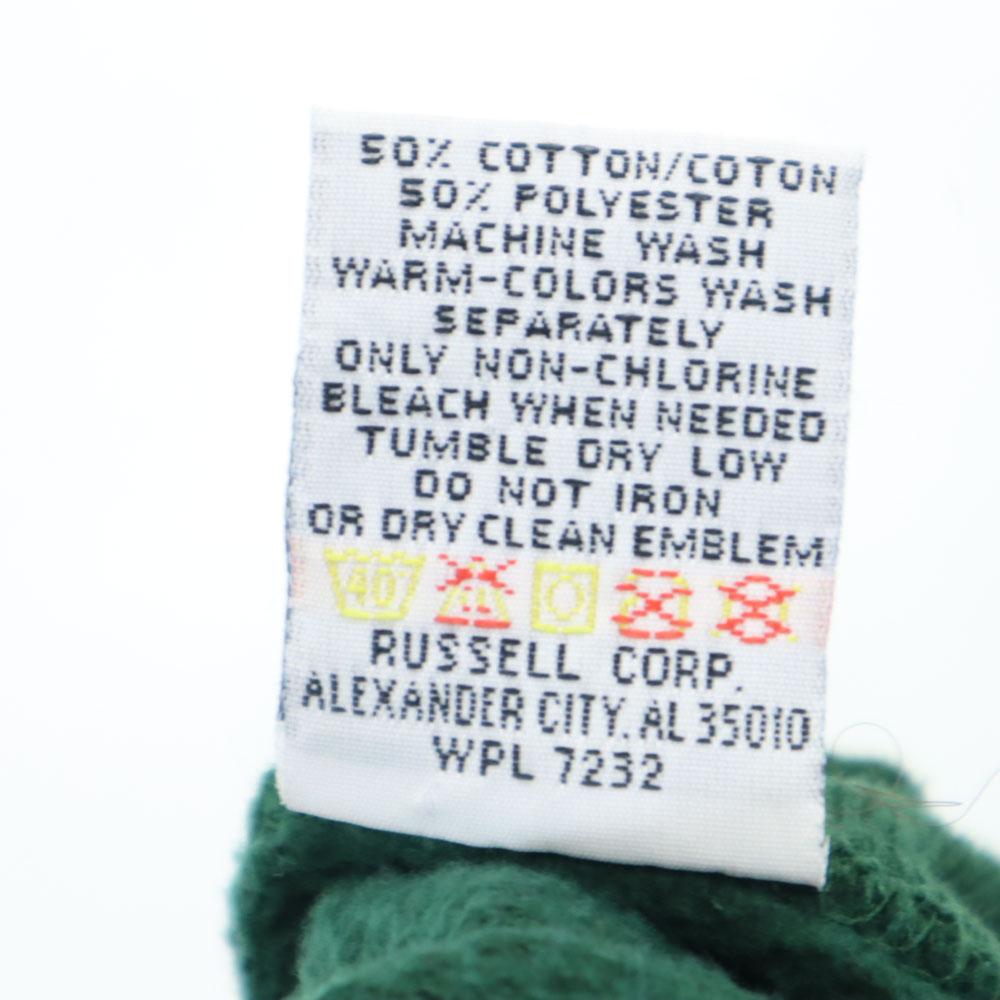 50% COTTON/COTON
50% POLYESTER
MACHINE WASH
WARM-COLORS WASH
SEPARATELY
ONLY NON-CHLORINE
BLEACH WHEN NEEDED
TUMBLE DRY LOW
DO NOT IRON
OR DRY CLEAN EMBLEM
40°
RUSSELL CORP.
ALEXANDER CITY, AL 35010
WPL 7232